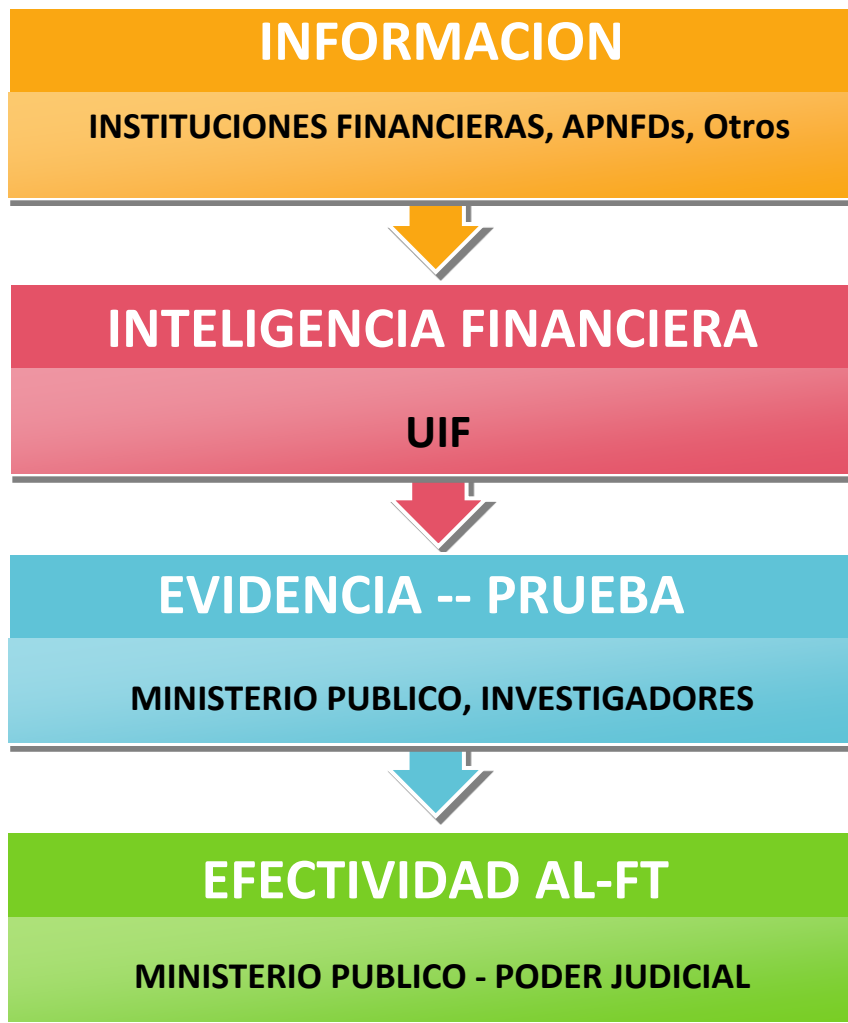 INFORMACION
INSTITUCIONES FINANCIERAS, APNFDs, Otros
INTELIGENCIA FINANCIERA
UIF
EVIDENCIA -- PRUEBA
MINISTERIO PUBLICO, INVESTIGADORES
EFECTIVIDAD AL-FT
MINISTERIO PUBLICO - PODER JUDICIAL